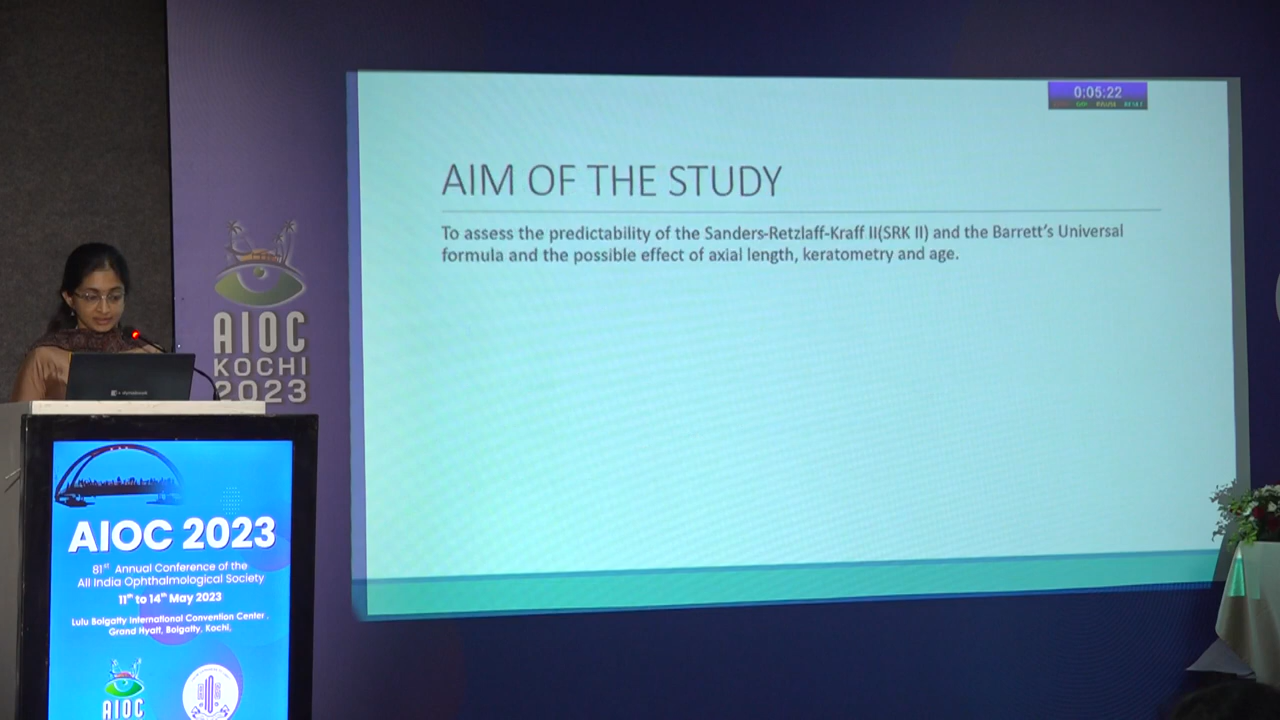 0:05:22
AIM OF THE STUDY
To assess the predictability of the Sanders-Retzlaff-Kraff II(SRK II) and the Barrett's Universal
formula and the possible effect of axial length, keratometry and age.
AIOC
KOCHI
2023
AIOC 2023
81st Annual Conference of the
All India Ophthalmological Society
11th to 14th May 2023
Lulu Bolgatty International Convention Center,
Grand Hyatt, Bolgatty, Kochi,
AIOC